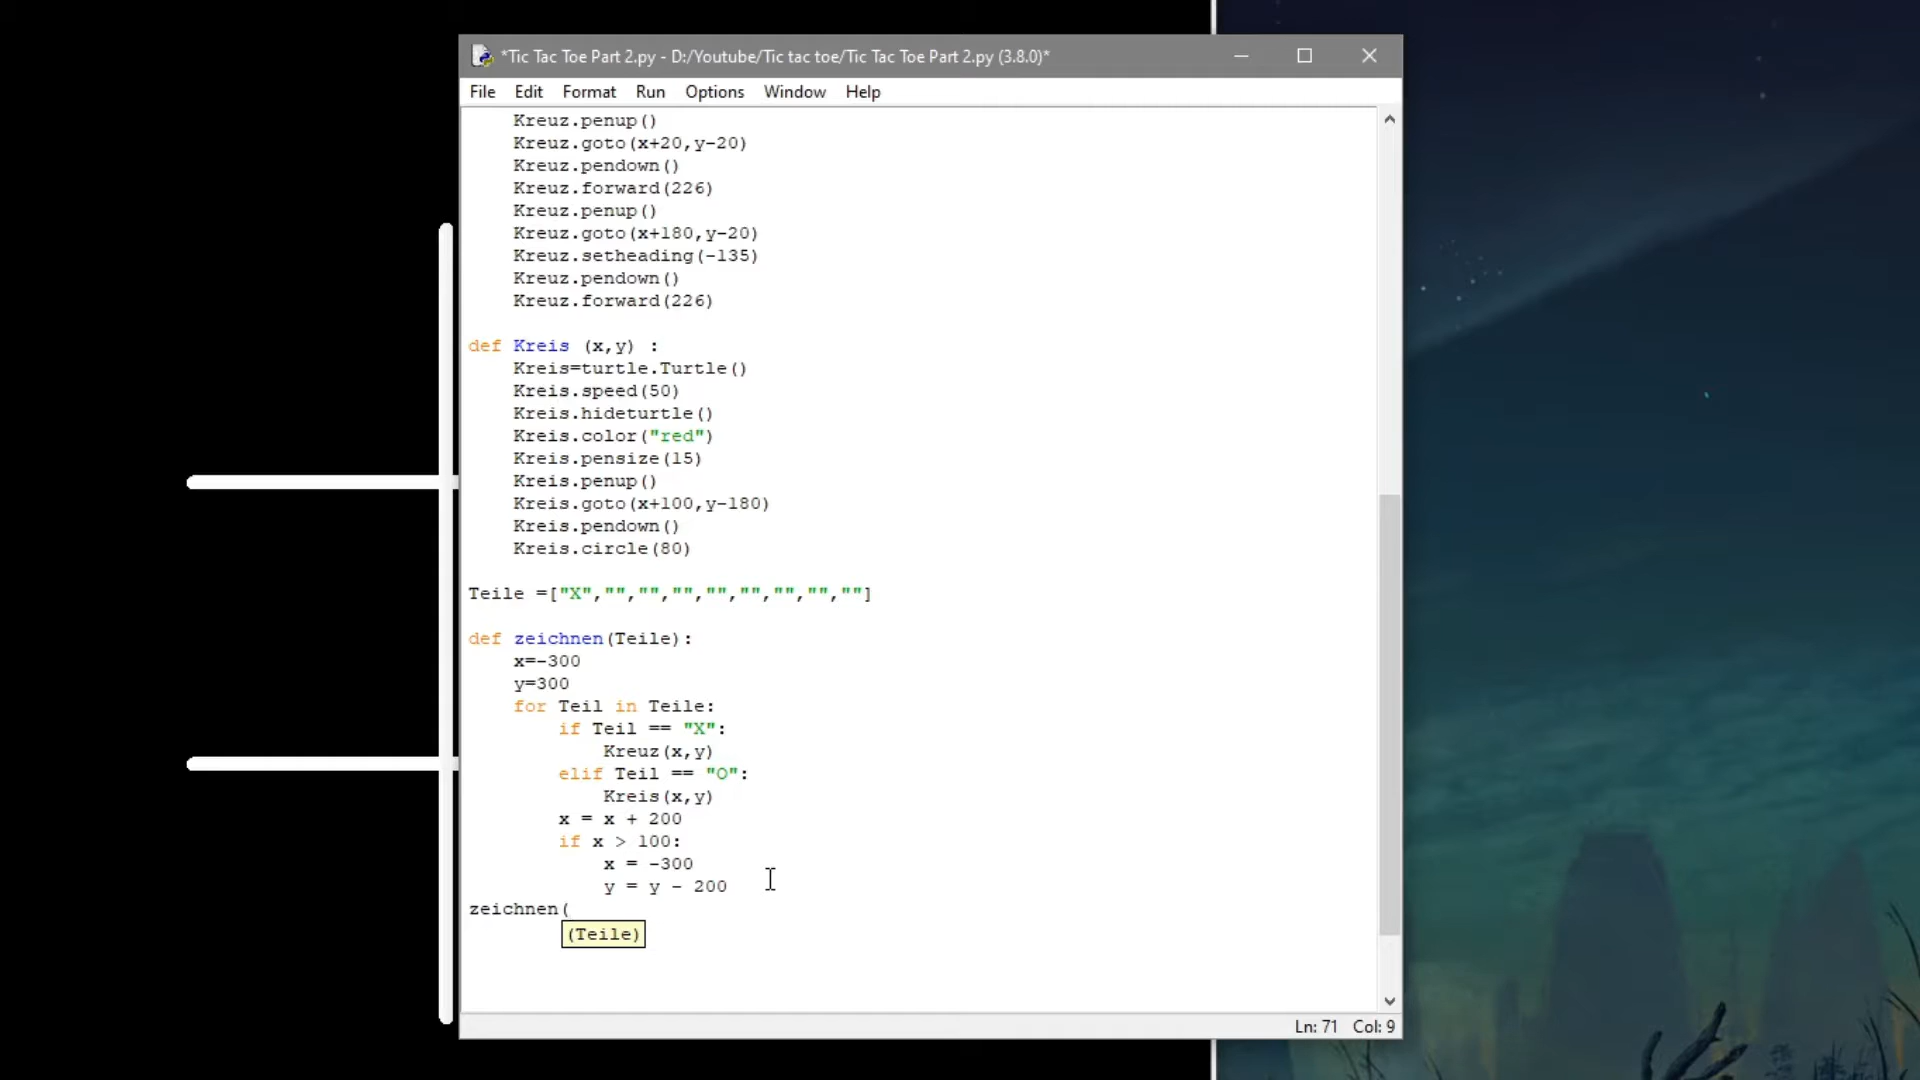 *Tic Tac Toe Part 2.py - D:/Youtube/Tic tac toe/Tic Tac Toe Part 2.py (3.8.0)*
File Edit Format Run Options Window Help
    Kreuz.penup()
    Kreuz.goto(x+20,y-20)
    Kreuz.pendown()
    Kreuz.forward(226)
    Kreuz.penup()
    Kreuz.goto(x+180,y-20)
    Kreuz.setheading(-135)
    Kreuz.pendown()
    Kreuz.forward(226)
def Kreis (x,y) :
    Kreis=turtle.Turtle()
    Kreis.speed(50)
    Kreis.hideturtle()
    Kreis.color("red")
    Kreis.pensize(15)
    Kreis.penup()
    Kreis.goto(x+100,y-180)
    Kreis.pendown()
    Kreis.circle(80)
Teile =["X","","","","","","","",""]
def zeichnen(Teile):
    x=-300
    y=300
    for Teil in Teile:
        if Teil == "X":
            Kreuz(x,y)
        elif Teil == "O":
            Kreis(x,y)
        x = x + 200
        if x > 100:
            x = -300
            y = y - 200
zeichnen(
(Teile)
Ln: 71 Col: 9